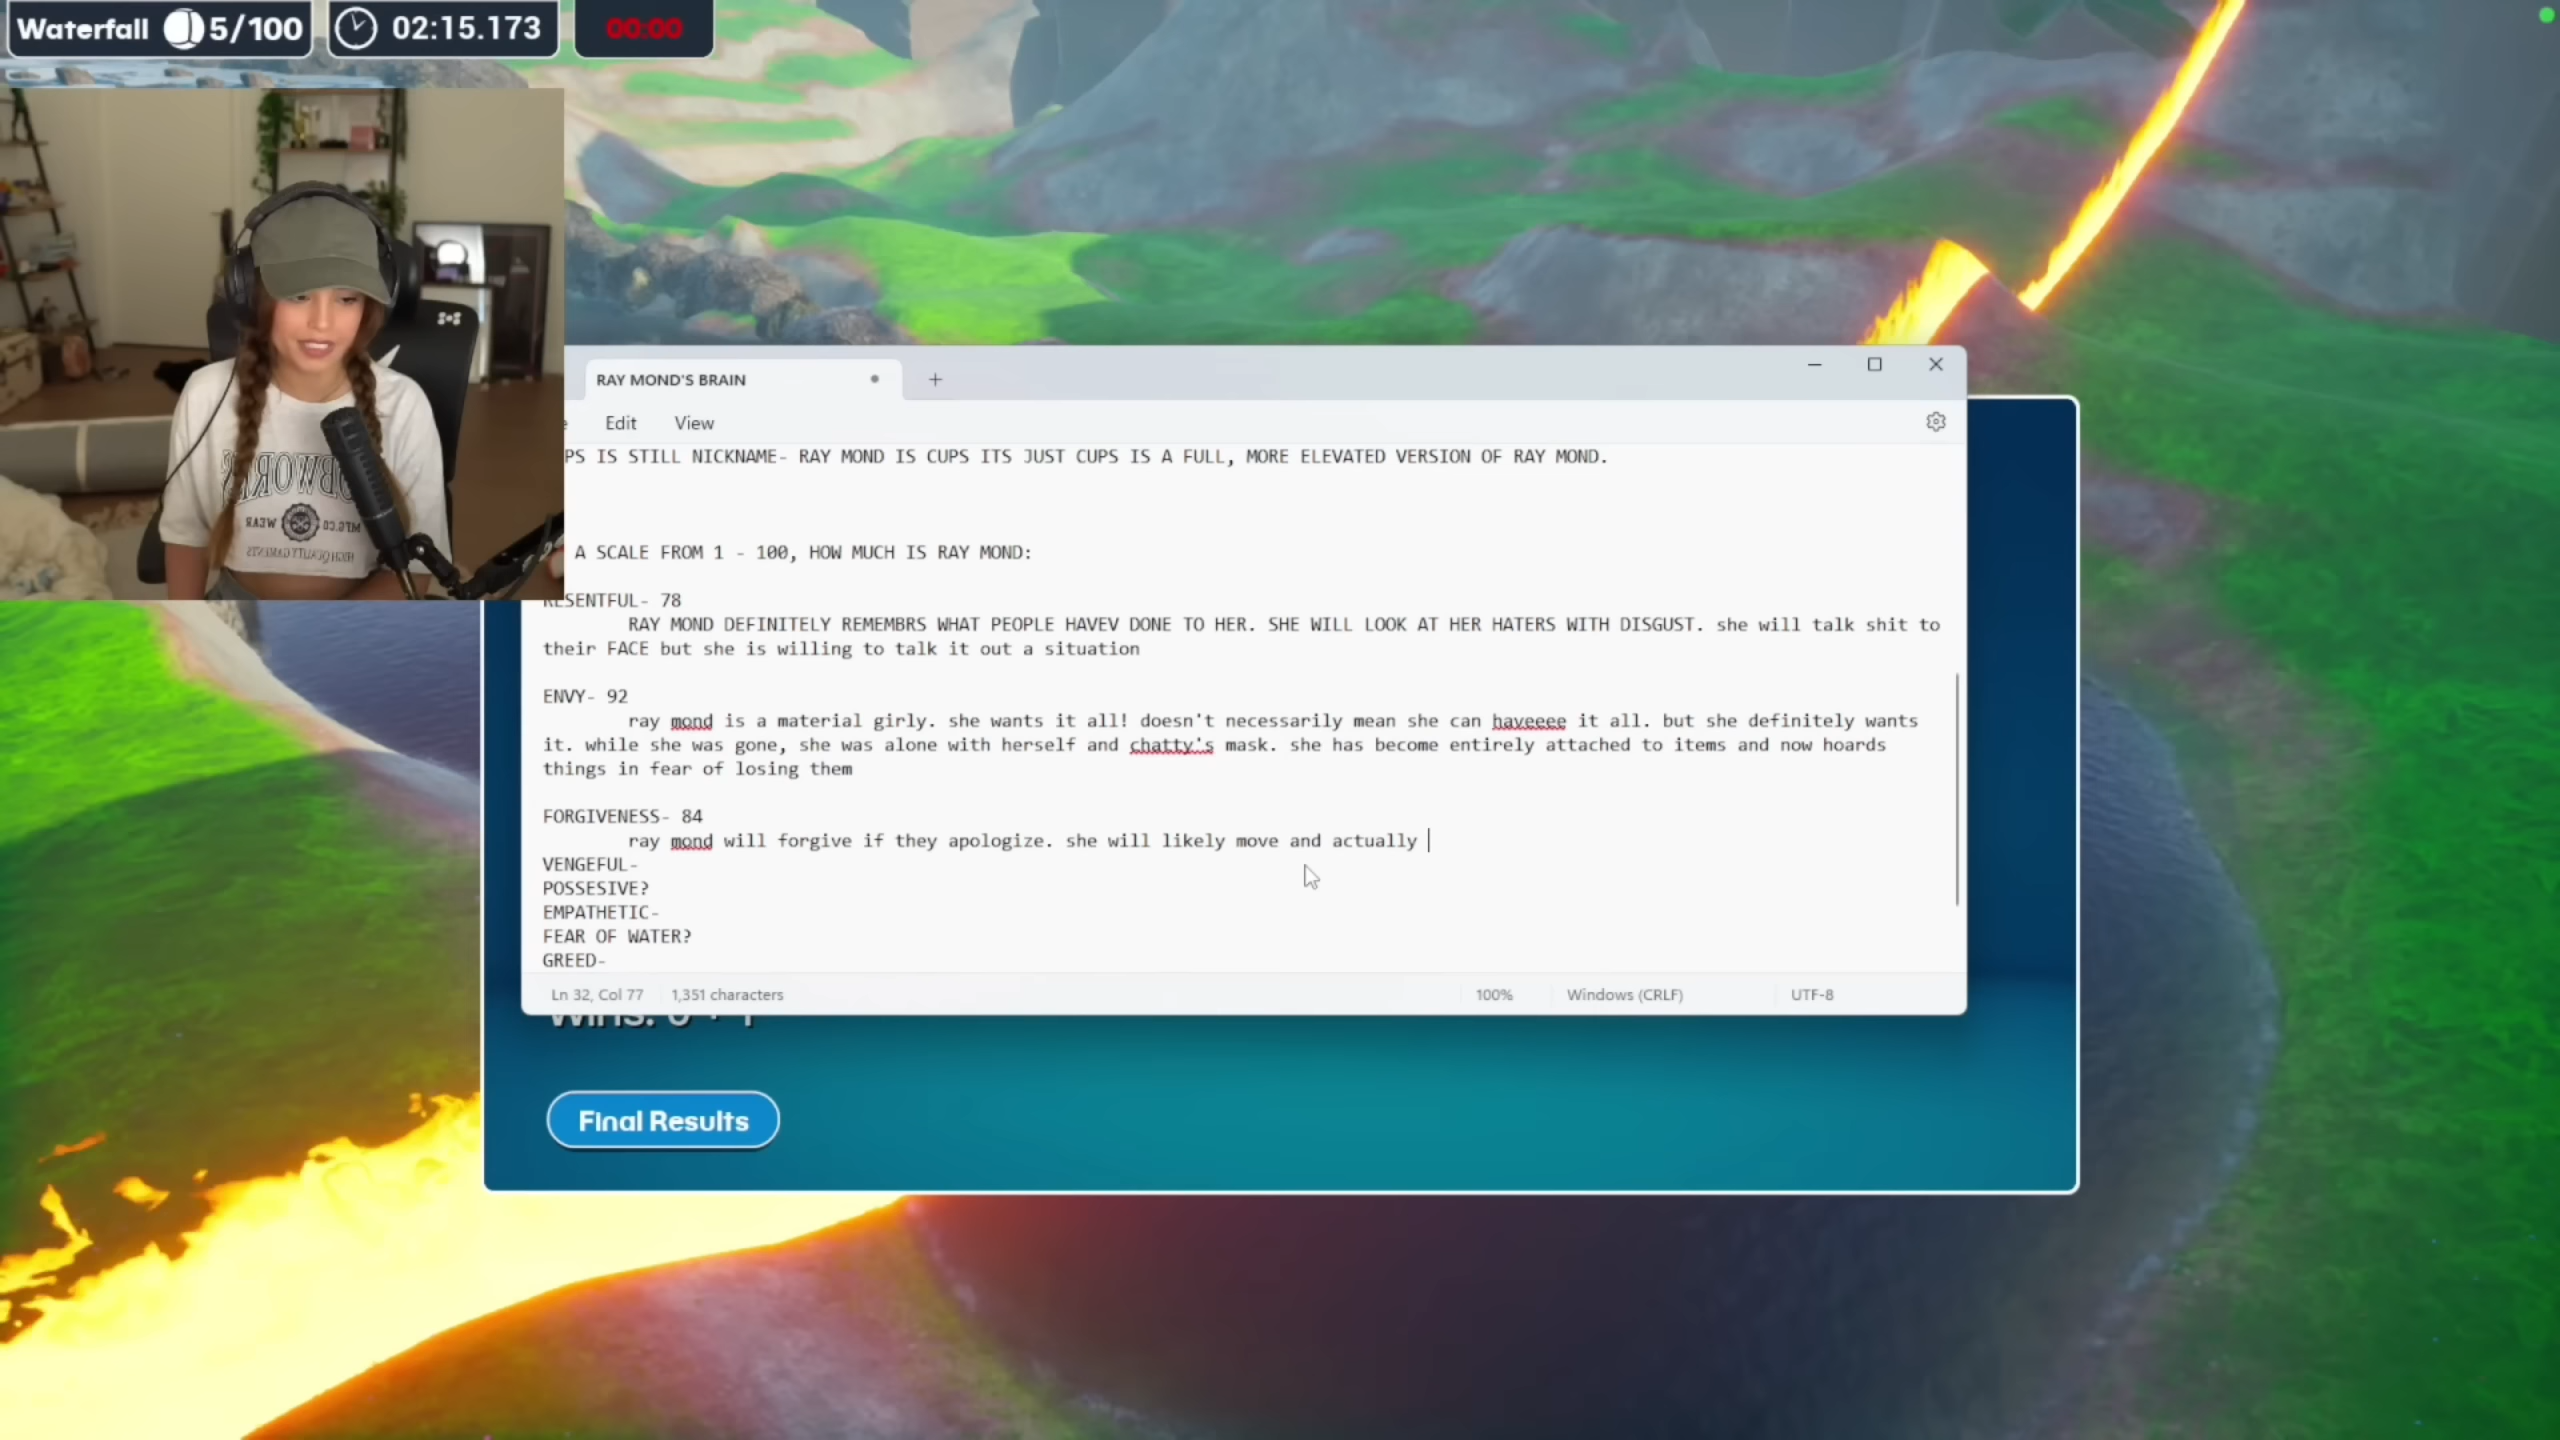 Waterfall 5/100
02:15.173
00:00
RAY MOND'S BRAIN
Edit View
PS IS STILL NICKNAME- RAY MOND IS CUPS ITS JUST CUPS IS A FULL, MORE ELEVATED VERSION OF RAY MOND.
A SCALE FROM 1 - 100, HOW MUCH IS RAY MOND:
RESENTFUL- 78
RAY MOND DEFINITELY REMEMBRS WHAT PEOPLE HAVEV DONE TO HER. SHE WILL LOOK AT HER HATERS WITH DISGUST. she will talk shit to
their FACE but she is willing to talk it out a situation
ENVY- 92
ray mond is a material girly. she wants it all! doesn't necessarily mean she can haveeee it all. but she definitely wants
it. while she was gone, she was alone with herself and chatty's mask. she has become entirely attached to items and now hoards
things in fear of losing them
FORGIVENESS- 84
ray mond will forgive if they apologize. she will likely move and actually
VENGEFUL-
POSSESIVE?
EMPATHETIC-
FEAR OF WATER?
GREED-
Ln 32, Col 77 1,351 characters 100% Windows (CRLF) UTF-8
Final Results